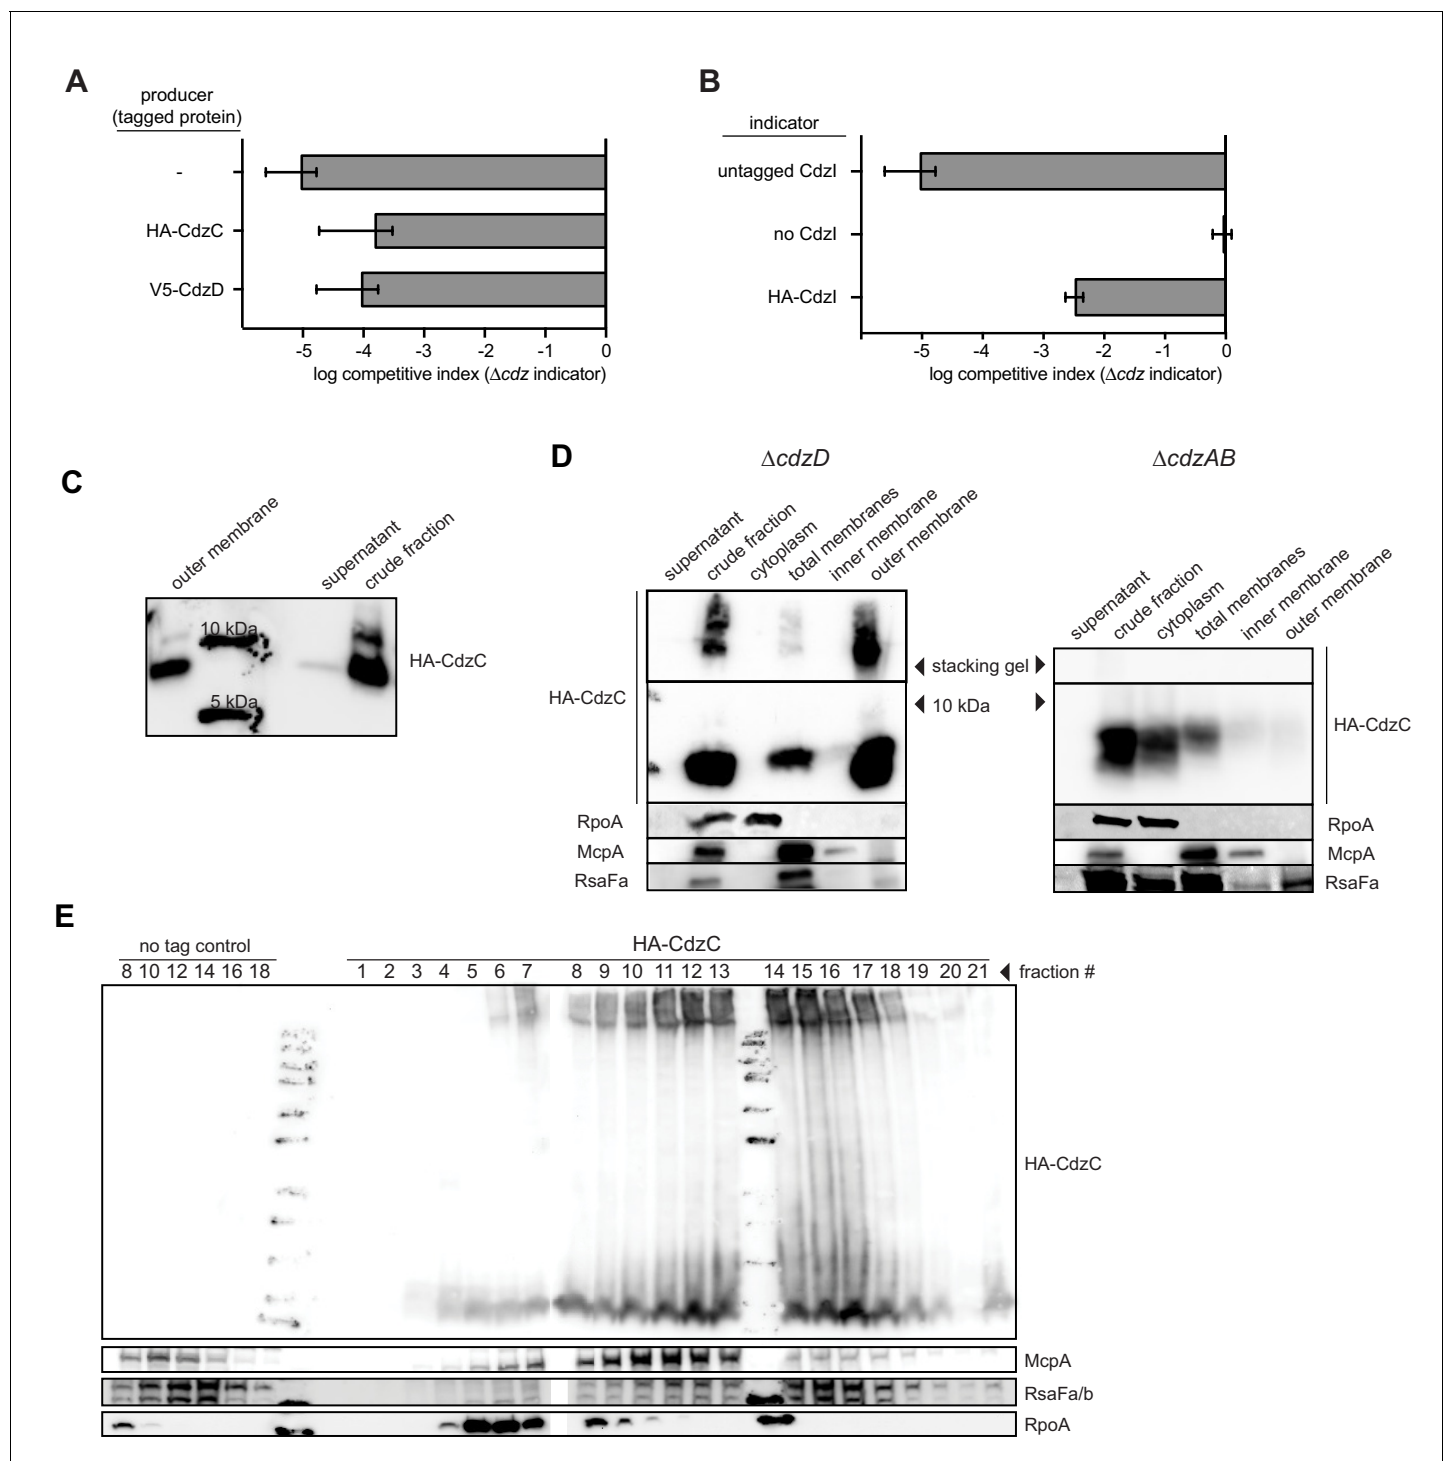 A
producer
(tagged protein)
-
HA-CdzC
V5-CdzD
-5 -4 -3 -2 -1 0
log competitive index (Δcdz indicator)
B
indicator
untagged CdzI
no CdzI
HA-CdzI
-5 -4 -3 -2 -1 0
log competitive index (Δcdz indicator)
C
outer membrane
supernatant
crude fraction
10 kDa
5 kDa
HA-CdzC
D
ΔcdzD
supernatant
crude fraction
cytoplasm
total membranes
inner membrane
outer membrane
HA-CdzC
stacking gel
10 kDa
RpoA
McpA
RsaFa
ΔcdzAB
supernatant
crude fraction
cytoplasm
total membranes
inner membrane
outer membrane
HA-CdzC
RpoA
McpA
RsaFa
E
no tag control
HA-CdzC
8 10 12 14 16 18 1 2 3 4 5 6 7 8 9 10 11 12 13 14 15 16 17 18 19 20 21 fraction #
HA-CdzC
McpA
RsaFa/b
RpoA